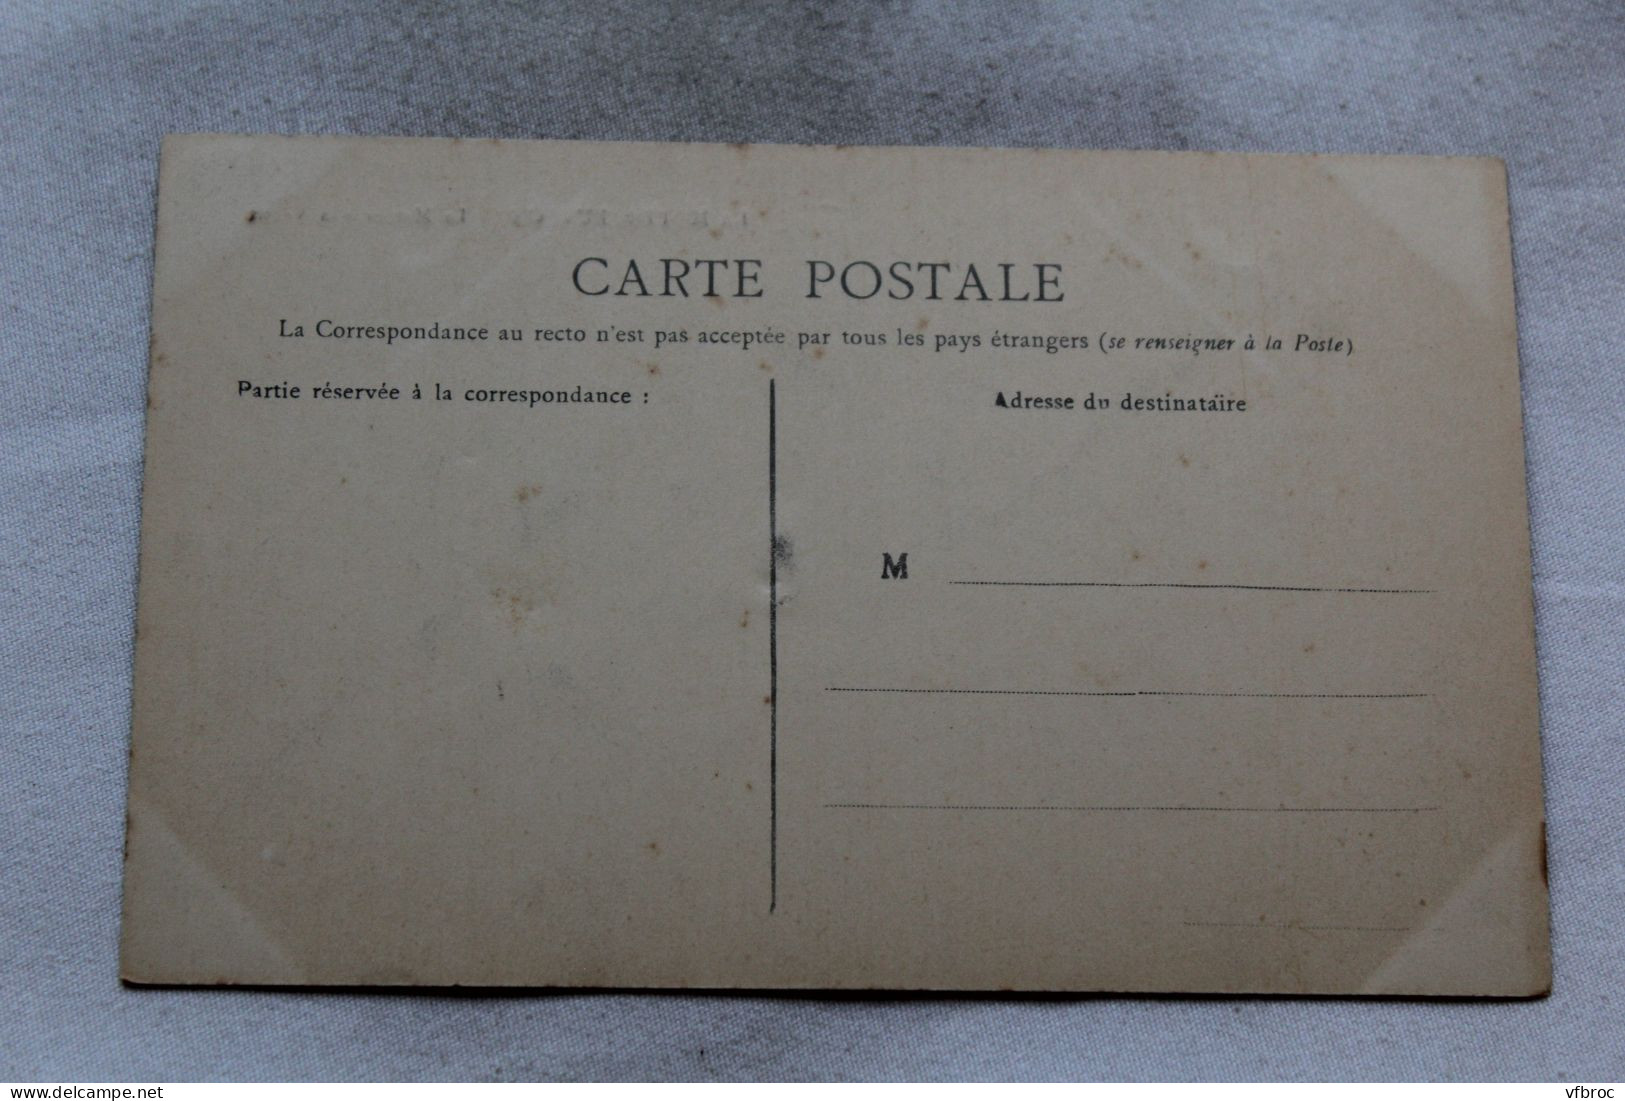 CARTE POSTALE
La Correspondance au recto n'est pas acceptée par tous les pays étrangers (se renseigner à la Poste)
Partie réservée à la correspondance :
Adresse du destinataire
M
delcampe.net
vfbroc